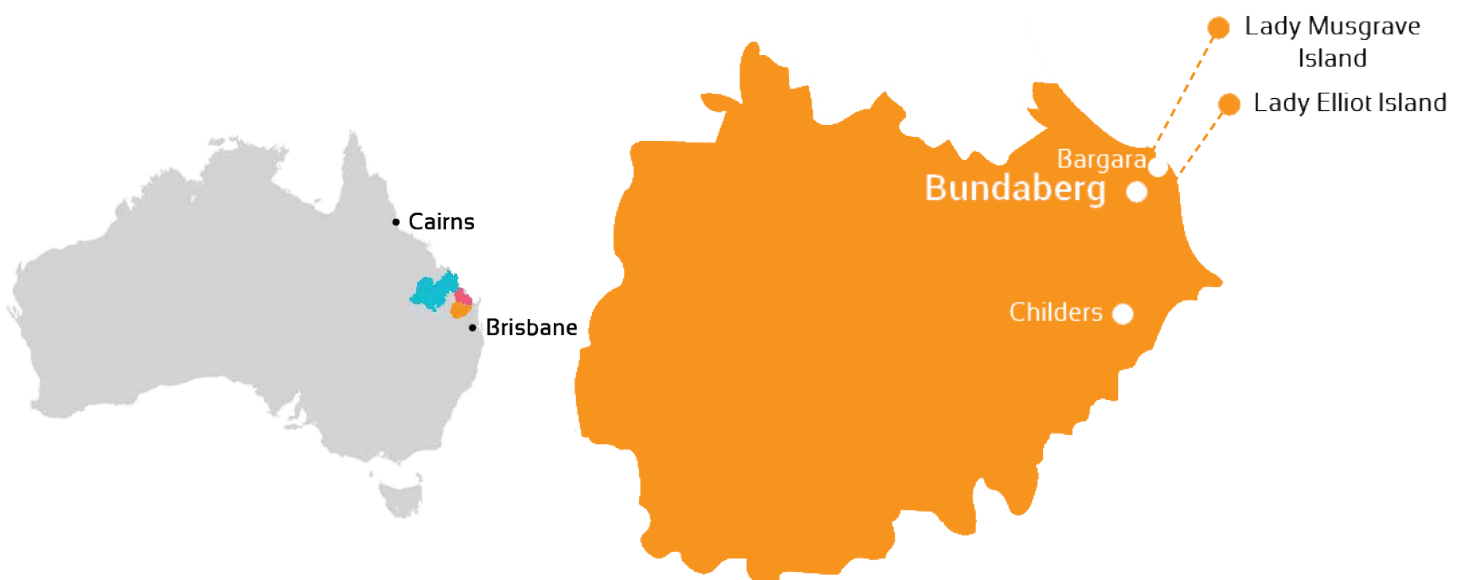 Lady Musgrave
Island
Lady Elliot Island
Bargara
Bundaberg
Cairns
Childers
Brisbane